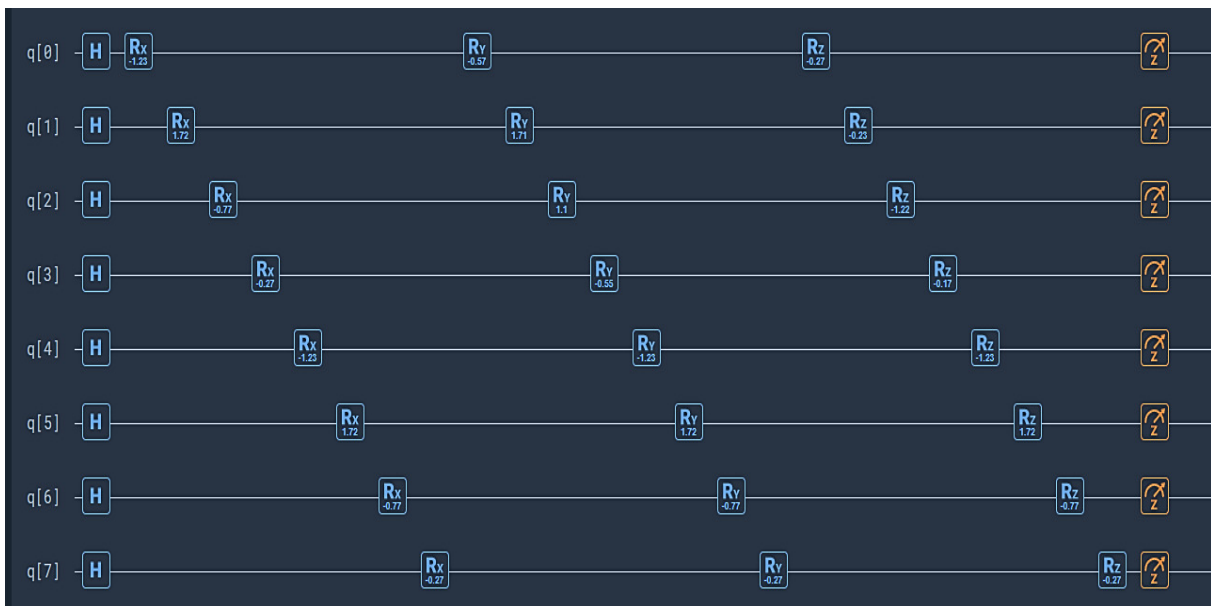 q[0] H Rx -1.23 Ry -0.57 Rz -0.27 Z
q[1] H Rx 1.72 Ry 1.71 Rz -0.23 Z
q[2] H Rx -0.77 Ry 1.1 Rz -1.22 Z
q[3] H Rx -0.27 Ry -0.55 Rz -0.17 Z
q[4] H Rx -1.23 Ry -1.23 Rz -1.23 Z
q[5] H Rx 1.72 Ry 1.72 Rz 1.72 Z
q[6] H Rx -0.77 Ry -0.77 Rz -0.77 Z
q[7] H Rx -0.27 Ry -0.27 Rz -0.27 Z